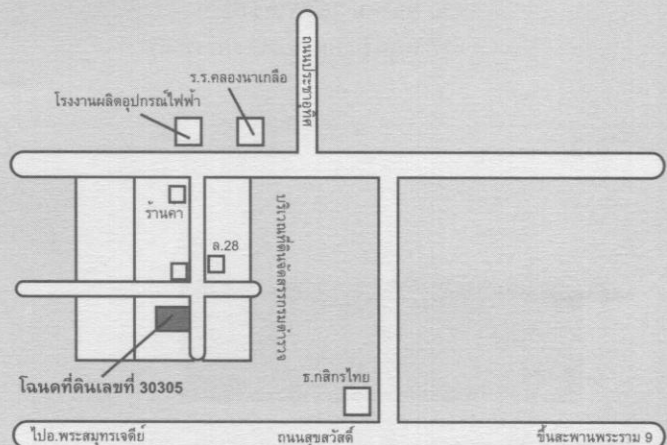 ถนนประชาอุทิศ
ร.ร.คลองนาเกลือ
โรงงานผลิตอุปกรณ์ไฟฟ้า
ร้านคา
ล.28
บริเวณที่ดินจัดสรรกรมตำรวจ
โฉนดที่ดินเลขที่ 30305
ธ.กสิกรไทย
ไปอ.พระสมุทรเจดีย์
ถนนสุขสวัสดิ์
ขึ้นสะพานพระราม 9